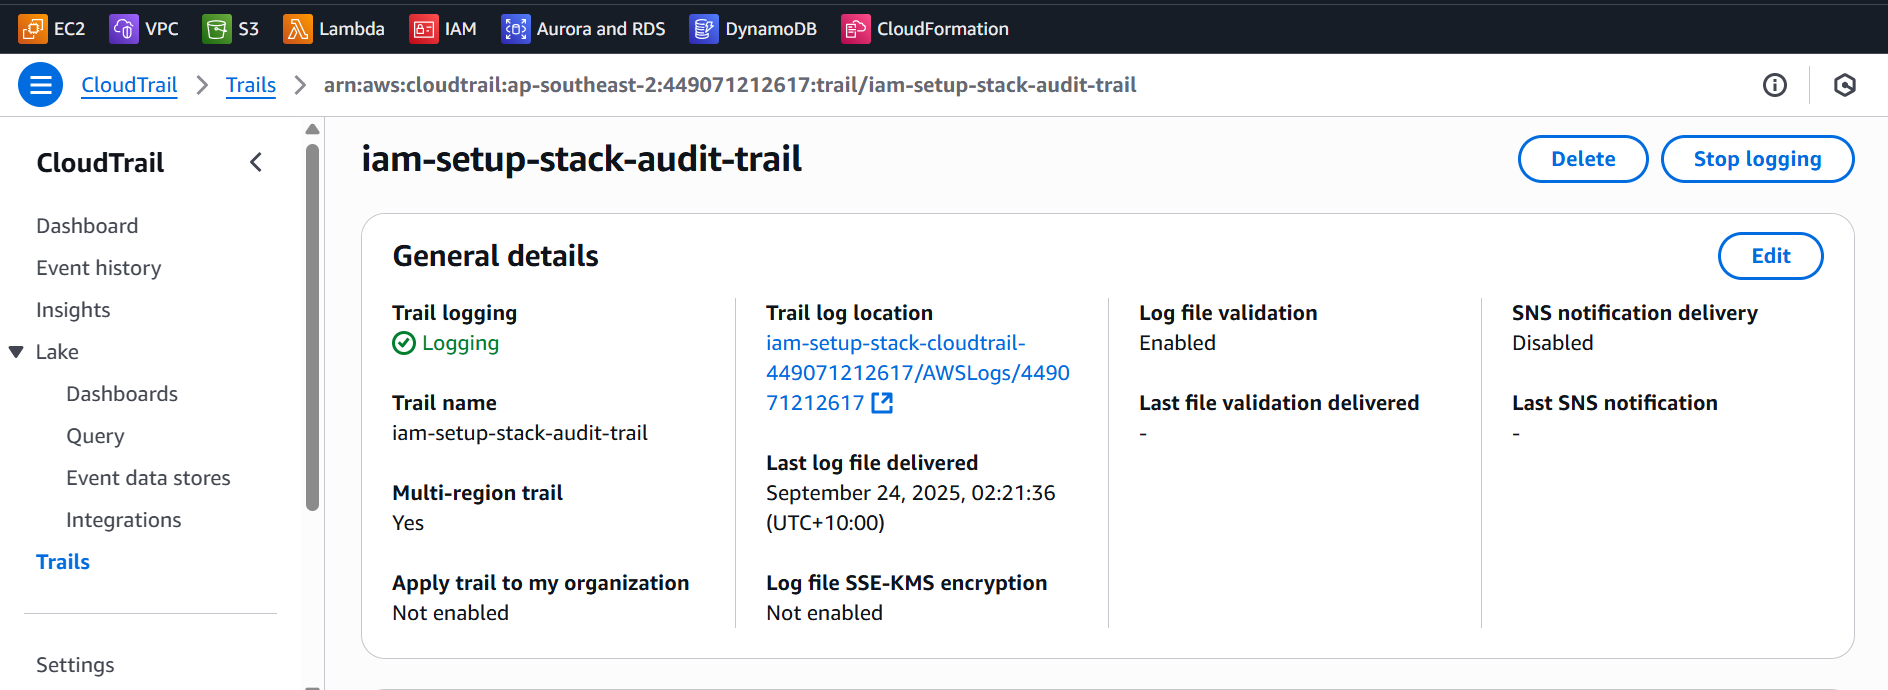 EC2 VPC S3 Lambda IAM Aurora and RDS DynamoDB CloudFormation
CloudTrail Trails arn:aws:cloudtrail:ap-southeast-2:449071212617:trail/iam-setup-stack-audit-trail
CloudTrail
Dashboard
Event history
Insights
Lake
Dashboards
Query
Event data stores
Integrations
Trails
Settings
iam-setup-stack-audit-trail
Delete
Stop logging
General details
Edit
Trail logging
Logging
Trail name
iam-setup-stack-audit-trail
Multi-region trail
Yes
Apply trail to my organization
Not enabled
Trail log location
iam-setup-stack-cloudtrail-
449071212617/AWSLogs/4490
71212617
Last log file delivered
September 24, 2025, 02:21:36
(UTC+10:00)
Log file SSE-KMS encryption
Not enabled
Log file validation
Enabled
Last file validation delivered
-
SNS notification delivery
Disabled
Last SNS notification
-